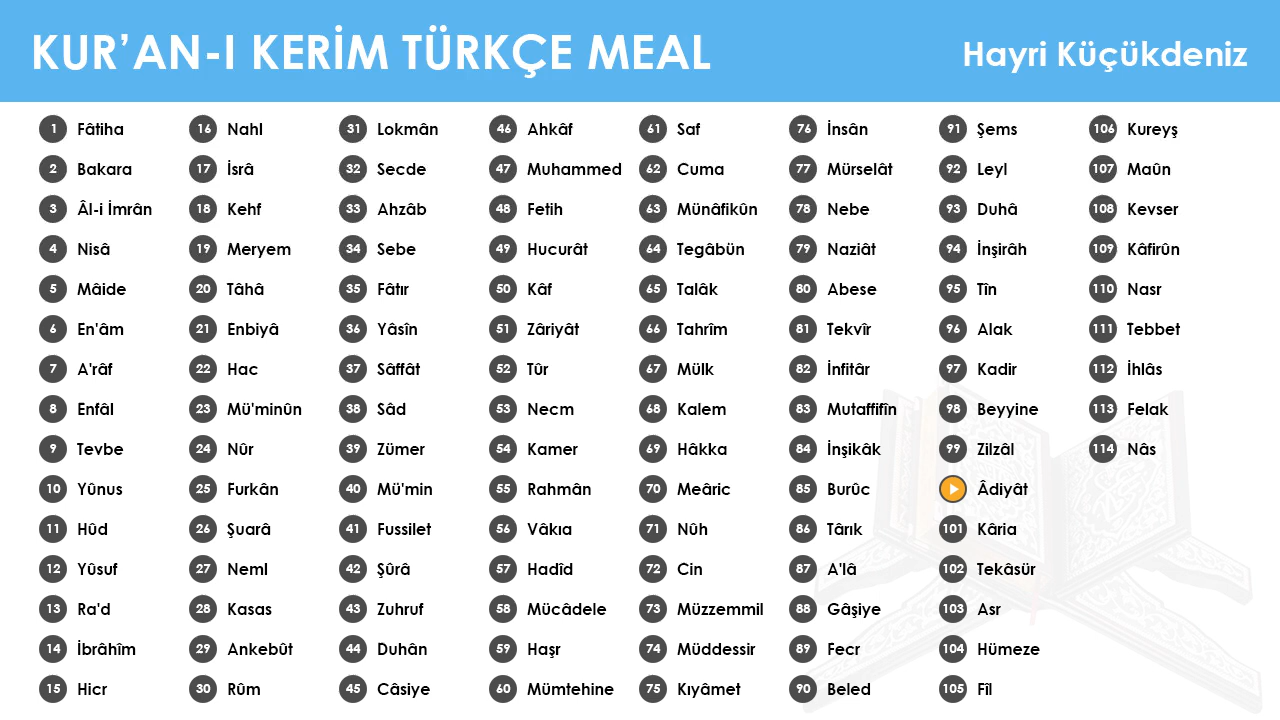 KUR’AN-I KERİM TÜRKÇE MEAL
Hayri Küçükdeniz
1 Fâtiha
2 Bakara
3 Âl-i İmrân
4 Nisâ
5 Mâide
6 En'âm
7 A'râf
8 Enfâl
9 Tevbe
10 Yûnus
11 Hûd
12 Yûsuf
13 Ra'd
14 İbrâhîm
15 Hicr
16 Nahl
17 İsrâ
18 Kehf
19 Meryem
20 Tâhâ
21 Enbiyâ
22 Hac
23 Mü'minûn
24 Nûr
25 Furkân
26 Şuarâ
27 Neml
28 Kasas
29 Ankebût
30 Rûm
31 Lokmân
32 Secde
33 Ahzâb
34 Sebe
35 Fâtır
36 Yâsîn
37 Sâffât
38 Sâd
39 Zümer
40 Mü'min
41 Fussilet
42 Şûrâ
43 Zuhruf
44 Duhân
45 Câsiye
46 Ahkâf
47 Muhammed
48 Fetih
49 Hucurât
50 Kâf
51 Zâriyât
52 Tûr
53 Necm
54 Kamer
55 Rahmân
56 Vâkıa
57 Hadîd
58 Mücâdele
59 Haşr
60 Mümtehine
61 Saf
62 Cuma
63 Münâfikûn
64 Tegâbün
65 Talâk
66 Tahrîm
67 Mülk
68 Kalem
69 Hâkka
70 Meâric
71 Nûh
72 Cin
73 Müzzemmil
74 Müddessir
75 Kıyâmet
76 İnsân
77 Mürselât
78 Nebe
79 Naziât
80 Abese
81 Tekvîr
82 İnfitâr
83 Mutaffifîn
84 İnşikâk
85 Burûc
86 Târık
87 A'lâ
88 Gâşiye
89 Fecr
90 Beled
91 Şems
92 Leyl
93 Duhâ
94 İnşirâh
95 Tîn
96 Alak
97 Kadir
98 Beyyine
99 Zilzâl
Âdiyât
101 Kâria
102 Tekâsür
103 Asr
104 Hümeze
105 Fîl
106 Kureyş
107 Maûn
108 Kevser
109 Kâfirûn
110 Nasr
111 Tebbet
112 İhlâs
113 Felak
114 Nâs